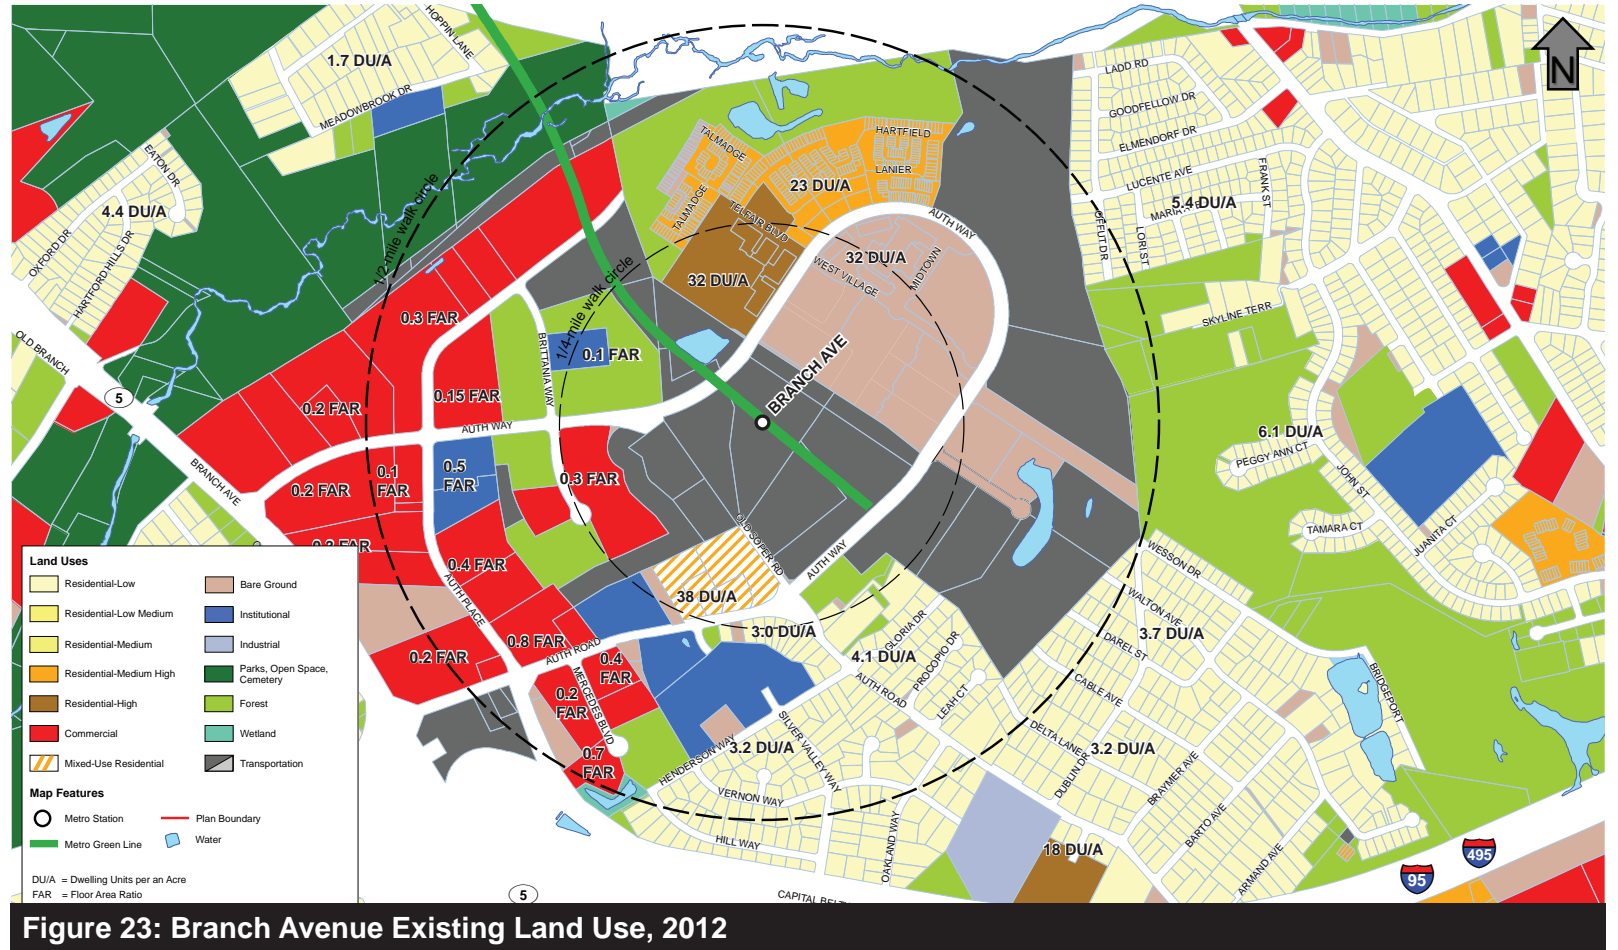 HOPPIN LANE
1.7 DU/A
MEADOWBROOK DR
EATON DR
4.4 DU/A
OXFORD DR
HARTFORD HILLS DR
OLD BRANCH
5
1/2-mile walk circle
1/4-mile walk circle
TALMADGE
TALMADGE
TELFAIR BLVD
HARTFIELD
LANIER
23 DU/A
32 DU/A
32 DU/A
AUTH WAY
WEST VILLAGE
MIDTOWN
BRANCH AVE
LADD RD
GOODFELLOW DR
ELMENDORF DR
LUCENTE AVE
FRANK ST
5.4 DU/A
OFFUT DR
LORI ST
SKYLINE TERR
N
0.3 FAR
0.1 FAR
BRITTANIA WAY
0.2 FAR
0.15 FAR
AUTH WAY
BRANCH AVE
0.2 FAR
0.1
FAR
0.5
FAR
0.3 FAR
0.4 FAR
AUTH PLACE
0.2 FAR
0.8 FAR
AUTH ROAD
0.4
FAR
0.2
FAR
MERCEDES BLVD
0.7
FAR
OLD SOPER RD
AUTH WAY
38 DU/A
3.0 DU/A
4.1 DU/A
GLORIA DR
PROCOPIO DR
LEAH CT
AUTH ROAD
HENDERSON WAY
3.2 DU/A
SILVER VALLEY WAY
VERNON WAY
HILL WAY
OAKLAND WAY
6.1 DU/A
PEGGY ANN CT
JOHN ST
TAMARA CT
JUANITA CT
WESSON DR
WALTON AVE
3.7 DU/A
DAREL ST
CABLE AVE
DELTA LANE
3.2 DU/A
DUBLIN DR
BRAYMER AVE
BARTO AVE
ARMAND AVE
BRIDGEPORT
18 DU/A
95
495
5
Land Uses
Residential-Low
Residential-Low Medium
Residential-Medium
Residential-Medium High
Residential-High
Commercial
Mixed-Use Residential
Bare Ground
Institutional
Industrial
Parks, Open Space,
Cemetery
Forest
Wetland
Transportation
Map Features
Metro Station
Metro Green Line
Plan Boundary
Water
DU/A = Dwelling Units per an Acre
FAR = Floor Area Ratio
Figure 23: Branch Avenue Existing Land Use, 2012